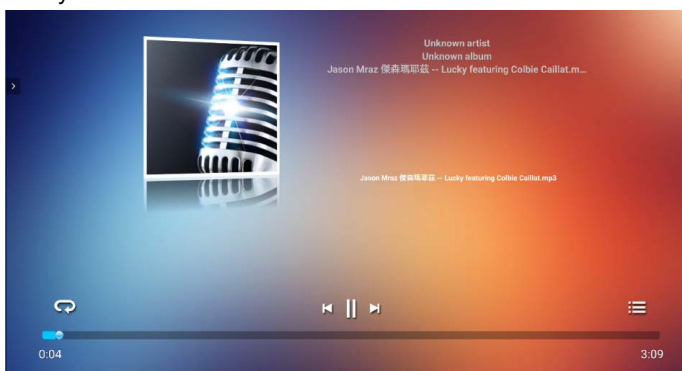 Unknown artist
Unknown album
Jason Mraz 傑森瑪耶茲 -- Lucky featuring Colbie Caillat.m...
Jason Mraz 傑森瑪耶茲 -- Lucky featuring Colbie Caillat.mp3
0:04
3:09